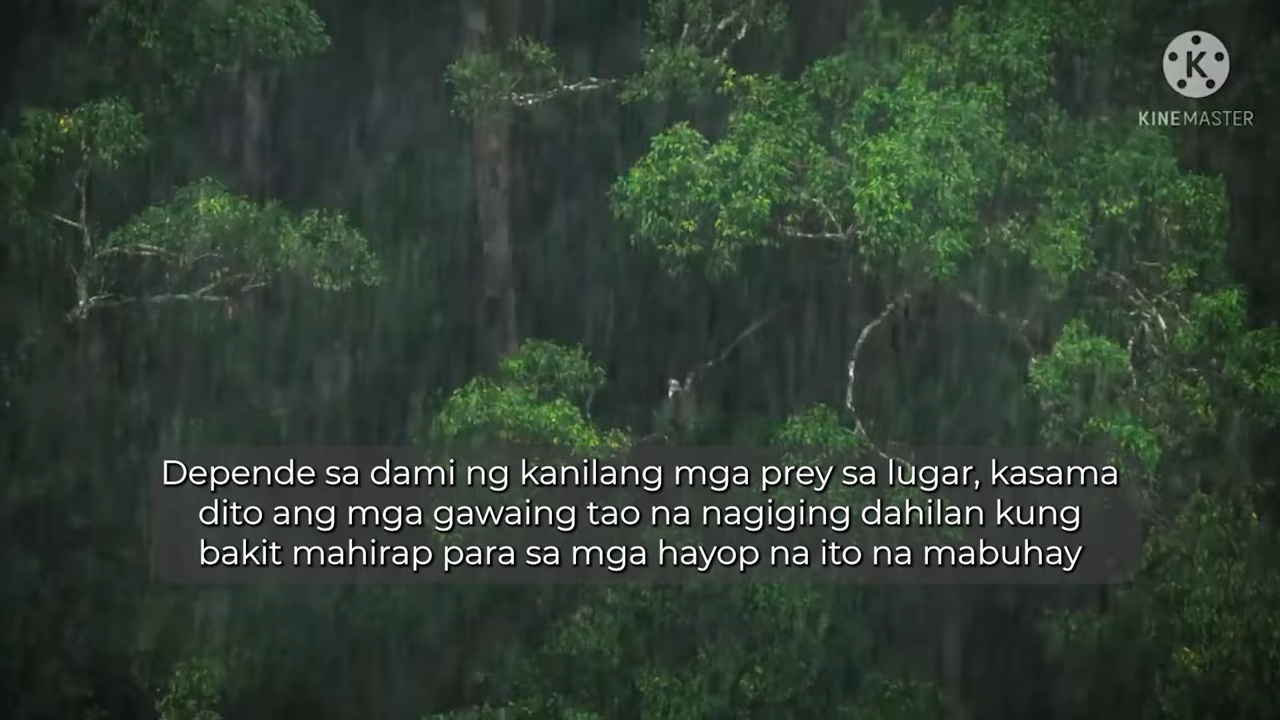 K
KINEMASTER
Depende sa dami ng kanilang mga prey sa lugar, kasama
dito ang mga gawaing tao na nagiging dahilan kung
bakit mahirap para sa mga hayop na ito na mabuhay